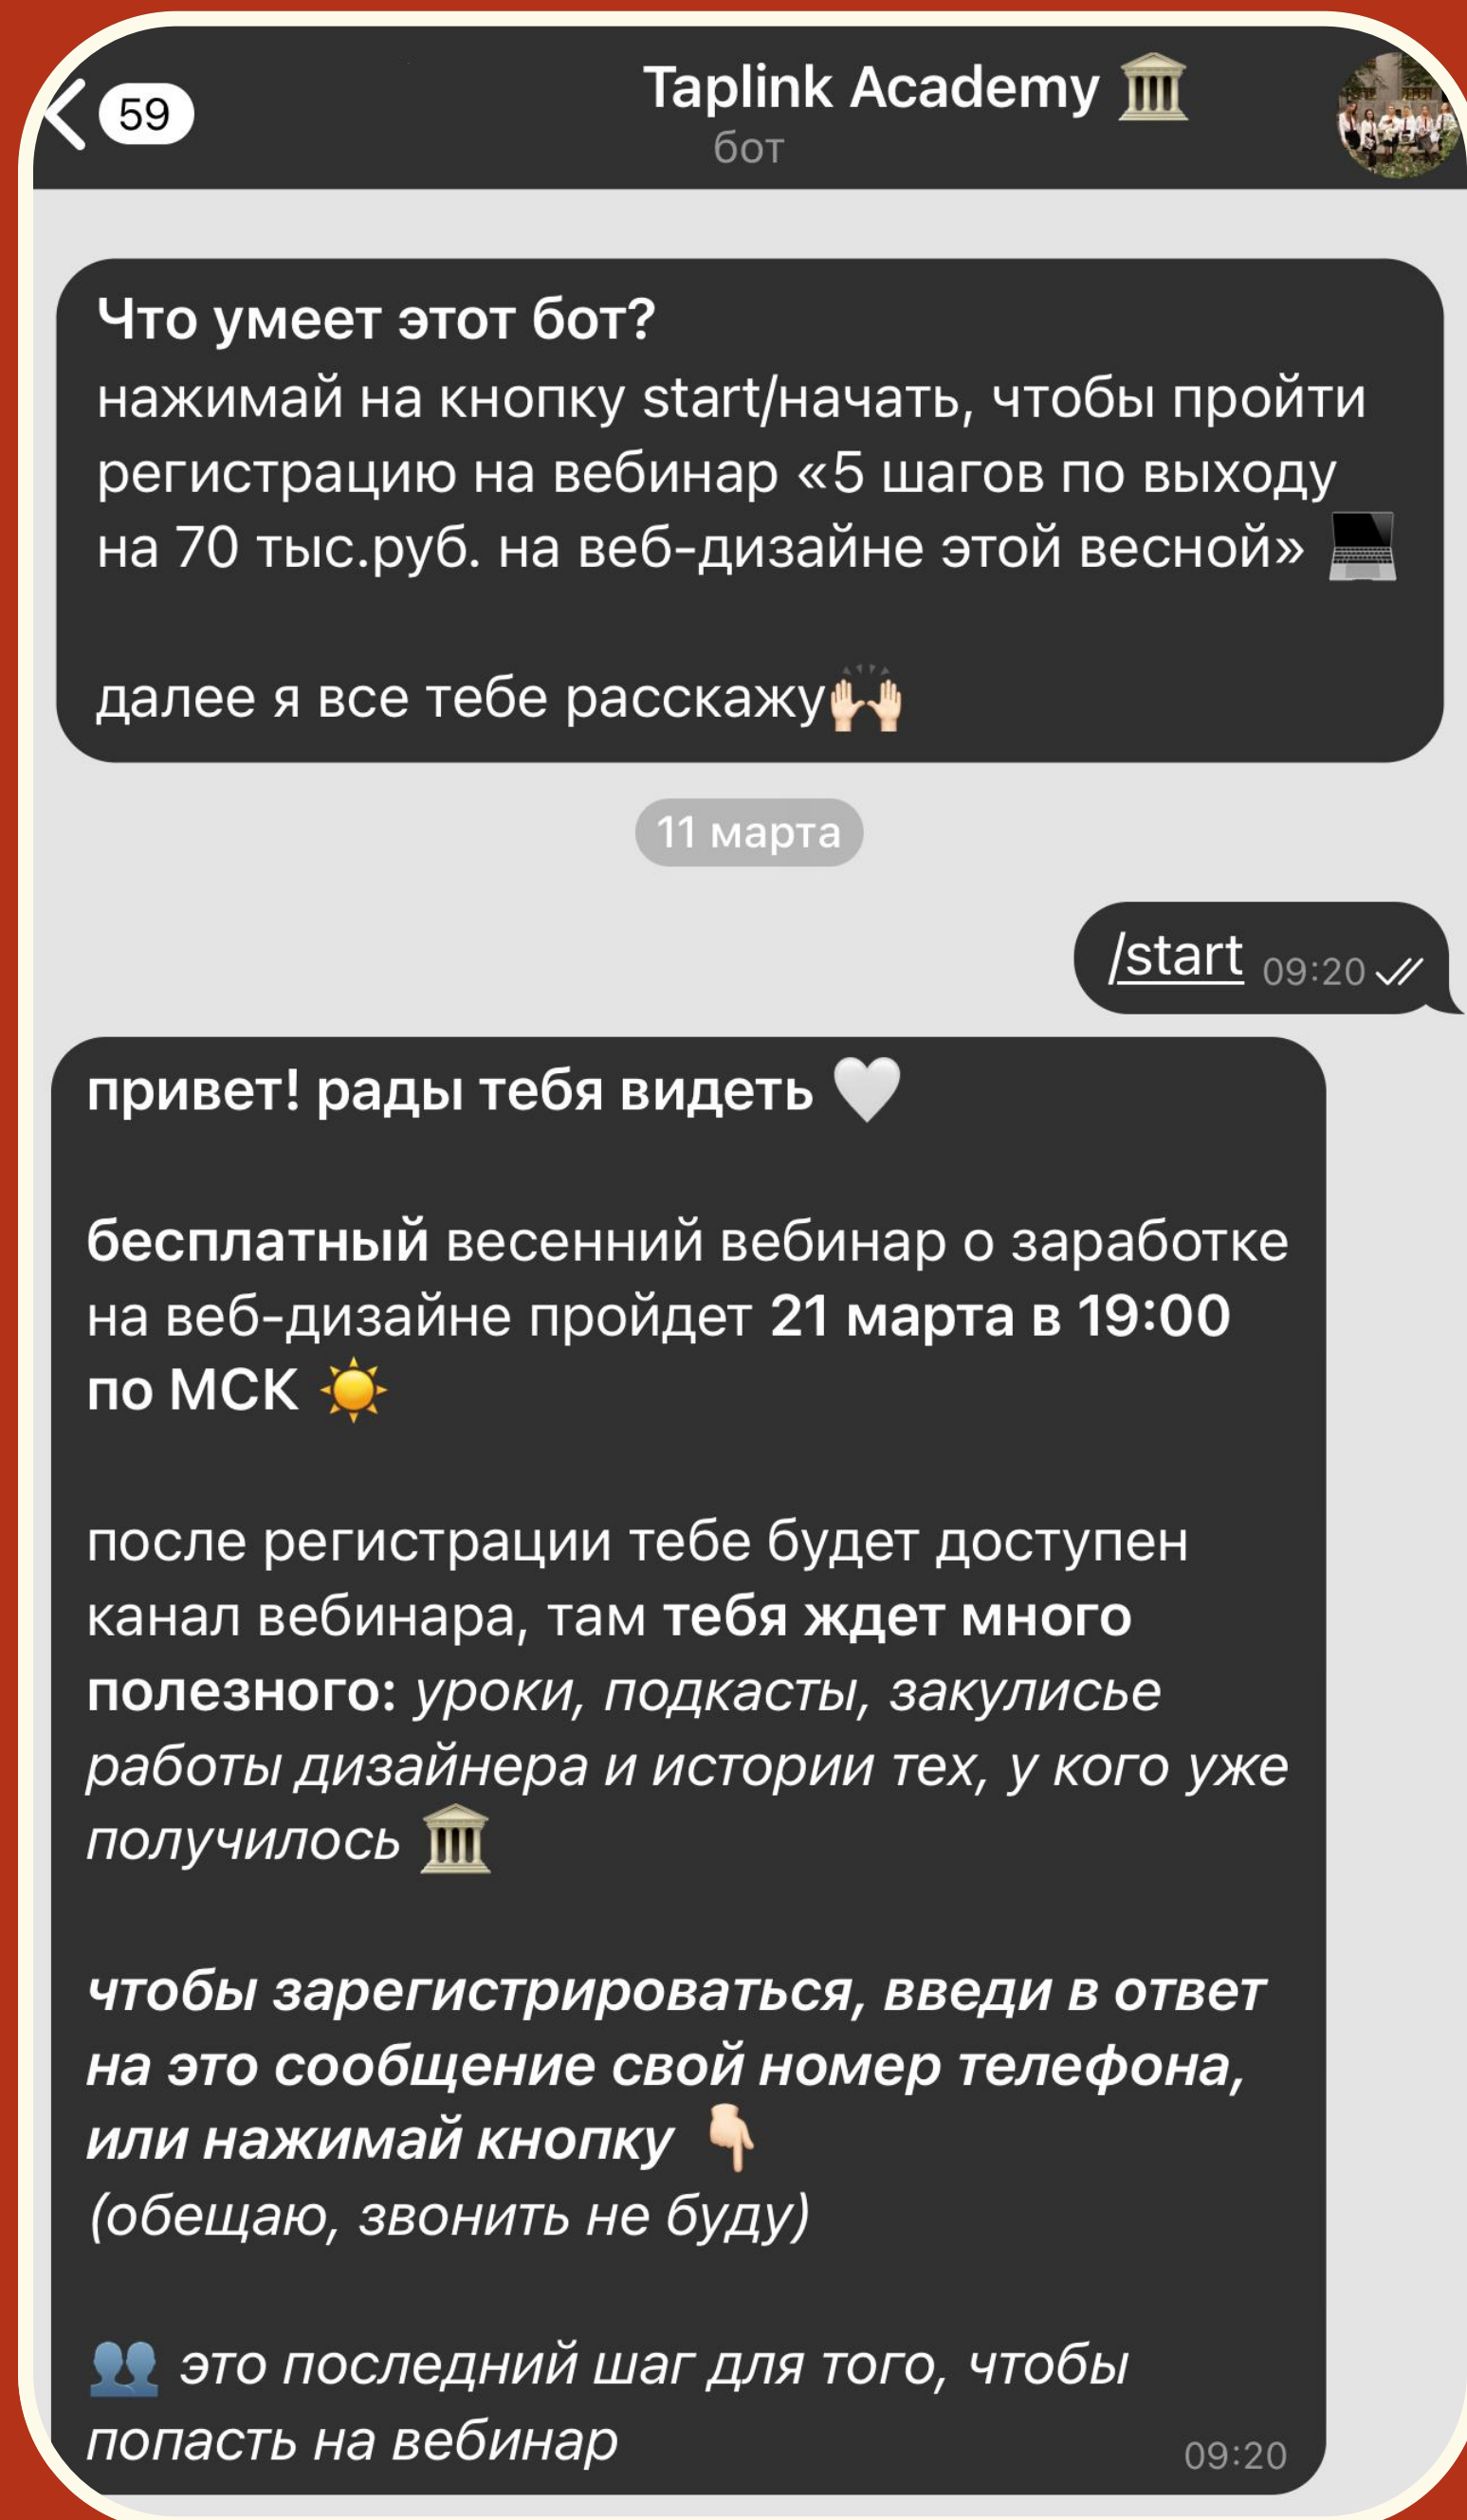 59
Taplink Academy 🏛
бот
Что умеет этот бот?
нажимай на кнопку start/начать, чтобы пройти
регистрацию на вебинар «5 шагов по выходу
на 70 тыс.руб. на веб-дизайне этой весной» 💻
далее я все тебе расскажу🙌🏻
11 марта
/start 09:20
привет! рады тебя видеть 🤍
бесплатный весенний вебинар о заработке
на веб-дизайне пройдет 21 марта в 19:00
по МСК ☀️
после регистрации тебе будет доступен
канал вебинара, там тебя ждет много
полезного: уроки, подкасты, закулисье
работы дизайнера и истории тех, у кого уже
получилось 🏛
чтобы зарегистрироваться, введи в ответ
на это сообщение свой номер телефона,
или нажимай кнопку 👇🏻
(обещаю, звонить не буду)
👥 это последний шаг для того, чтобы
попасть на вебинар
09:20